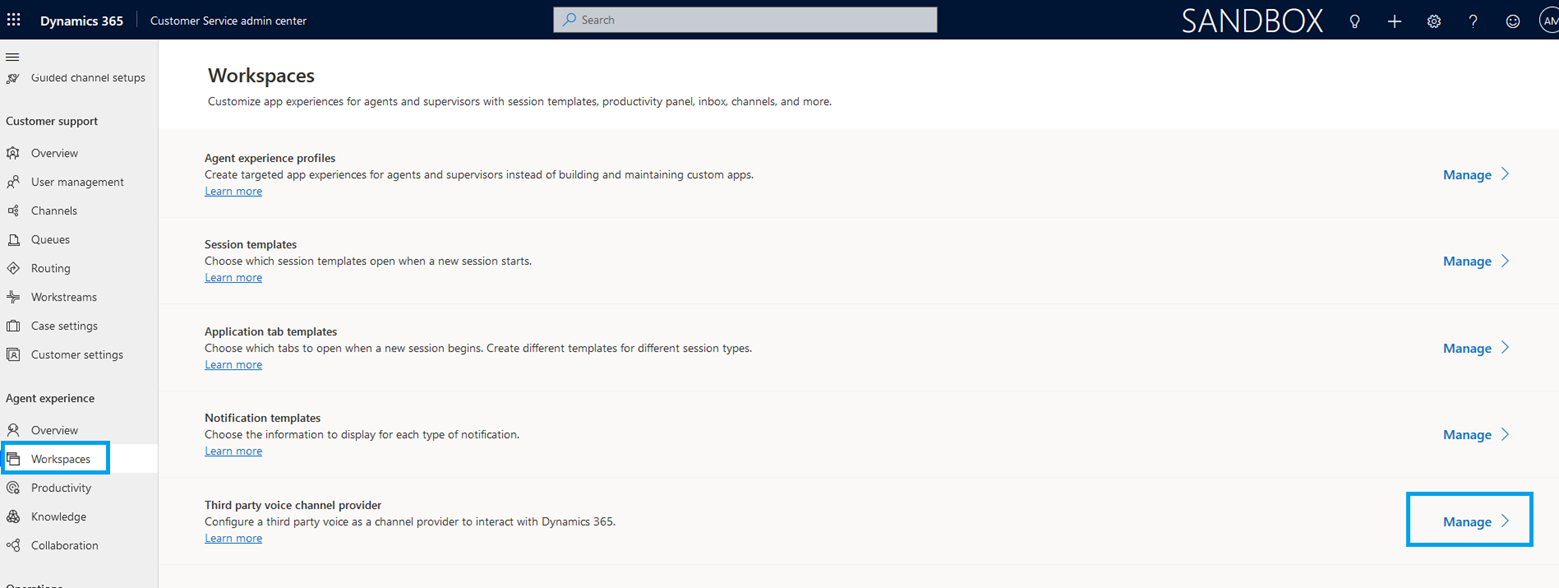 Dynamics 365 Customer Service admin center Search SANDBOX ? AM
Guided channel setups
Customer support
Overview
User management
Channels
Queues
Routing
Workstreams
Case settings
Customer settings
Agent experience
Overview
Workspaces
Productivity
Knowledge
Collaboration
Operations
Workspaces
Customize app experiences for agents and supervisors with session templates, productivity panel, inbox, channels, and more.
Agent experience profiles
Create targeted app experiences for agents and supervisors instead of building and maintaining custom apps.
Learn more
Manage
Session templates
Choose which session templates open when a new session starts.
Learn more
Manage
Application tab templates
Choose which tabs to open when a new session begins. Create different templates for different session types.
Learn more
Manage
Notification templates
Choose the information to display for each type of notification.
Learn more
Manage
Third party voice channel provider
Configure a third party voice as a channel provider to interact with Dynamics 365.
Learn more
Manage